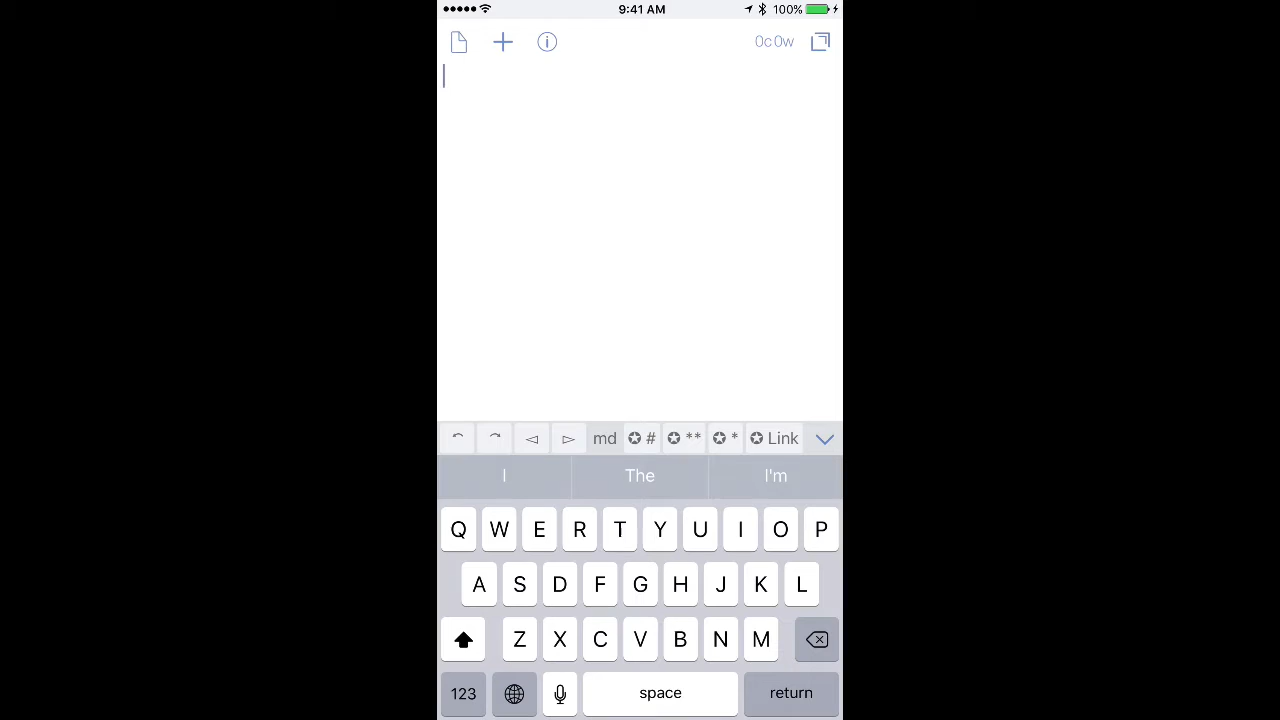 9:41 AM 100%
0c0w
md # ** * Link
I The I'm
Q W E R T Y U I O P
A S D F G H J K L
Z X C V B N M
123 space return